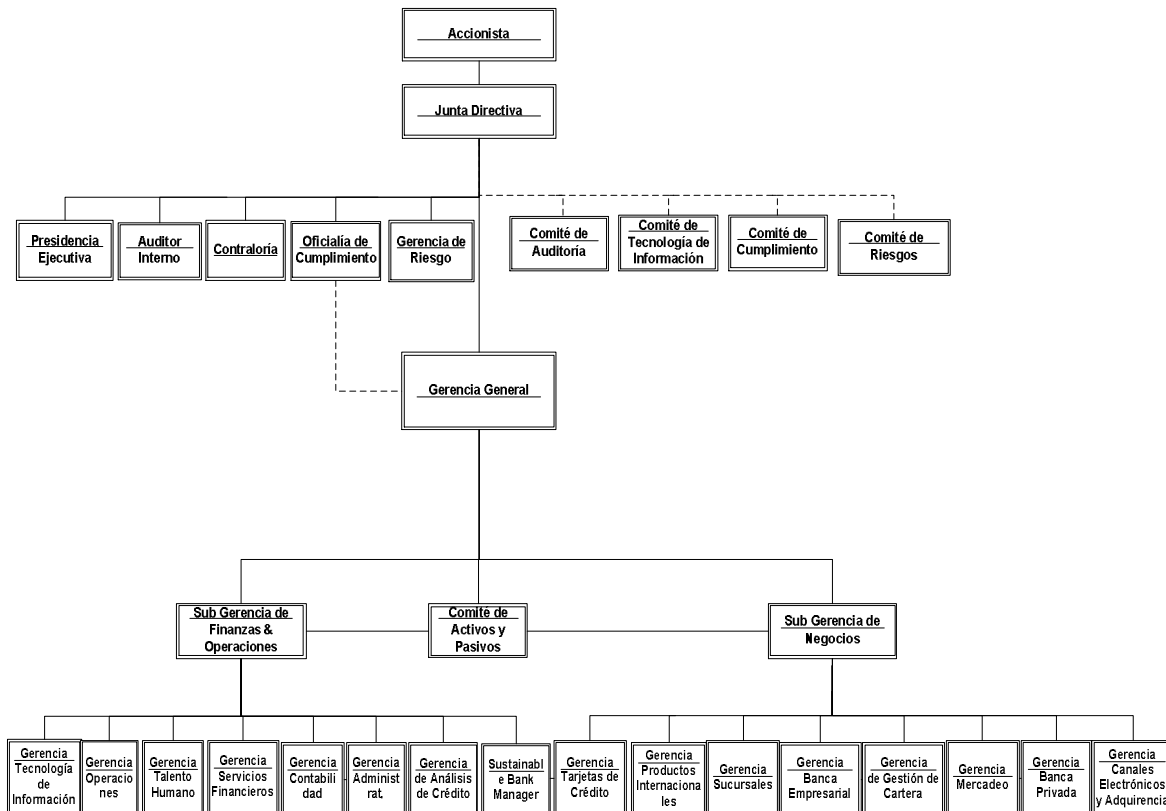 Accionista
Junta Directiva
Presidencia
Ejecutiva
Auditor
Interno
Contraloría
Oficialía de
Cumplimiento
Gerencia de
Riesgo
Comité de
Auditoría
Comité de
Tecnología de
Información
Comité de
Cumplimiento
Comité de
Riesgos
Gerencia General
Sub Gerencia de
Finanzas &
Operaciones
Comité de
Activos y
Pasivos
Sub Gerencia de
Negocios
Gerencia
Tecnología
de
Información
Gerencia
Operacio
nes
Gerencia
Talento
Humano
Gerencia
Servicios
Financieros
Gerencia
Contabili
dad
Gerencia
Administ
rat.
Gerencia
de Análisis
de Crédito
Sustainabl
e Bank
Manager
Gerencia
Tarjetas de
Crédito
Gerencia
Productos
Internaciona
les
Gerencia
Sucursales
Gerencia
Banca
Empresarial
Gerencia
de Gestión de
Cartera
Gerencia
Mercadeo
Gerencia
Banca
Privada
Gerencia
Canales
Electrónicos
y Adquirencia